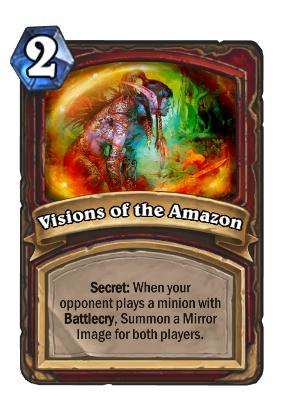 2
Visions of the Amazon
Secret: When your
opponent plays a minion with
Battlecry, Summon a Mirror
Image for both players.